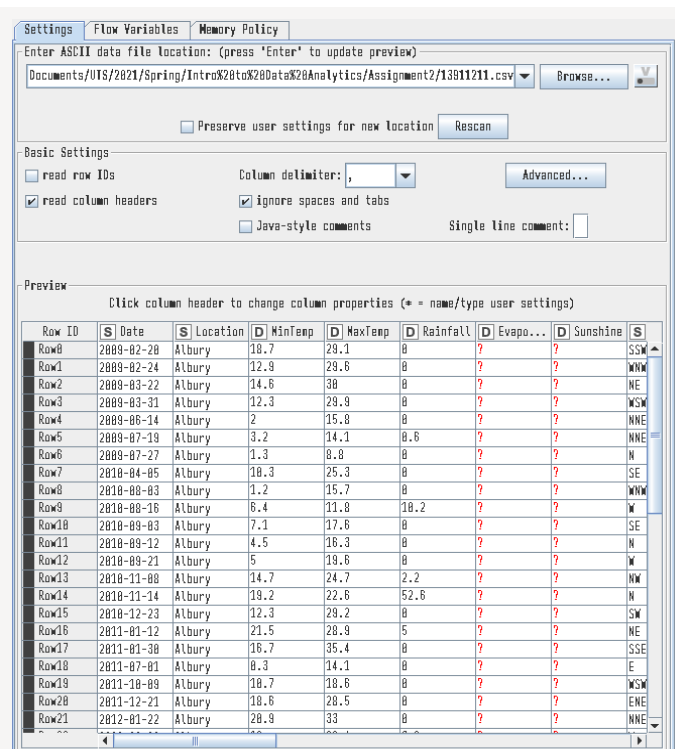 Settings Flow Variables Memory Policy
Enter ASCII data file location: (press 'Enter' to update preview)
Documents/UTS/2021/Spring/Intro%20to%20Data%20Analytics/Assignment2/13911211.csv Browse... V
Preserve user settings for new location Rescan
Basic Settings
read row IDs Column delimiter: , Advanced...
read column headers ignore spaces and tabs
Java-style comments Single line comment:
Preview
Click column header to change column properties (* = name/type user settings)
Row ID S Date S Location D MinTemp D MaxTemp D Rainfall D Evapo... D Sunshine S
Row0 2009-02-20 Albury 10.7 29.1 0 ? ? SSW
Row1 2009-02-24 Albury 12.9 29.6 0 ? ? WNW
Row2 2009-03-22 Albury 14.6 30 0 ? ? NE
Row3 2009-03-31 Albury 12.3 29.9 0 ? ? WSW
Row4 2009-06-14 Albury 2 15.8 0 ? ? NNE
Row5 2009-07-19 Albury 3.2 14.1 0.6 ? ? NNE
Row6 2009-07-27 Albury 1.3 8.8 0 ? ? N
Row7 2010-04-05 Albury 10.3 25.3 0 ? ? SE
Row8 2010-08-03 Albury 1.2 15.7 0 ? ? WNW
Row9 2010-08-16 Albury 6.4 11.8 10.2 ? ? W
Row10 2010-09-03 Albury 7.1 17.6 0 ? ? SE
Row11 2010-09-12 Albury 4.5 16.3 0 ? ? N
Row12 2010-09-21 Albury 5 19.6 0 ? ? W
Row13 2010-11-08 Albury 14.7 24.7 2.2 ? ? NW
Row14 2010-11-14 Albury 19.2 22.6 52.6 ? ? N
Row15 2010-12-23 Albury 12.3 29.2 0 ? ? SW
Row16 2011-01-12 Albury 21.5 28.9 5 ? ? NE
Row17 2011-01-30 Albury 16.7 35.4 0 ? ? SSE
Row18 2011-07-01 Albury 0.3 14.1 0 ? ? E
Row19 2011-10-09 Albury 10.7 18.6 0 ? ? WSW
Row20 2011-12-21 Albury 18.6 28.5 0 ? ? ENE
Row21 2012-01-22 Albury 20.9 33 0 ? ? NNE